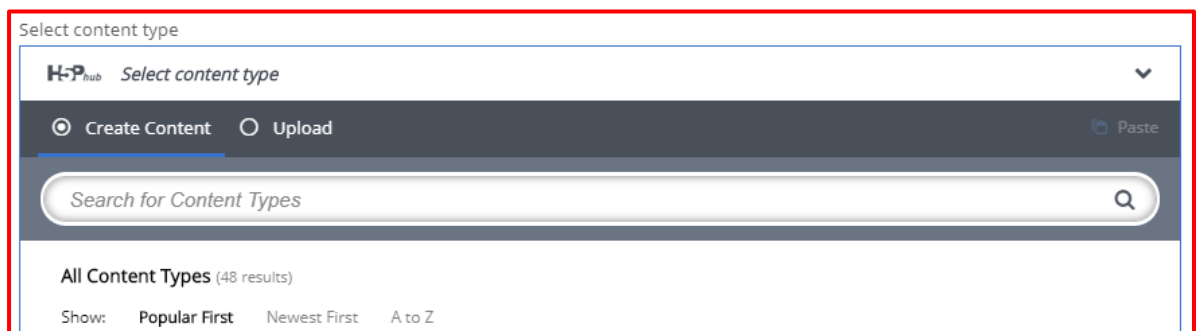 Select content type
H5P hub Select content type
Create Content Upload Paste
Search for Content Types
All Content Types (48 results)
Show: Popular First Newest First A to Z